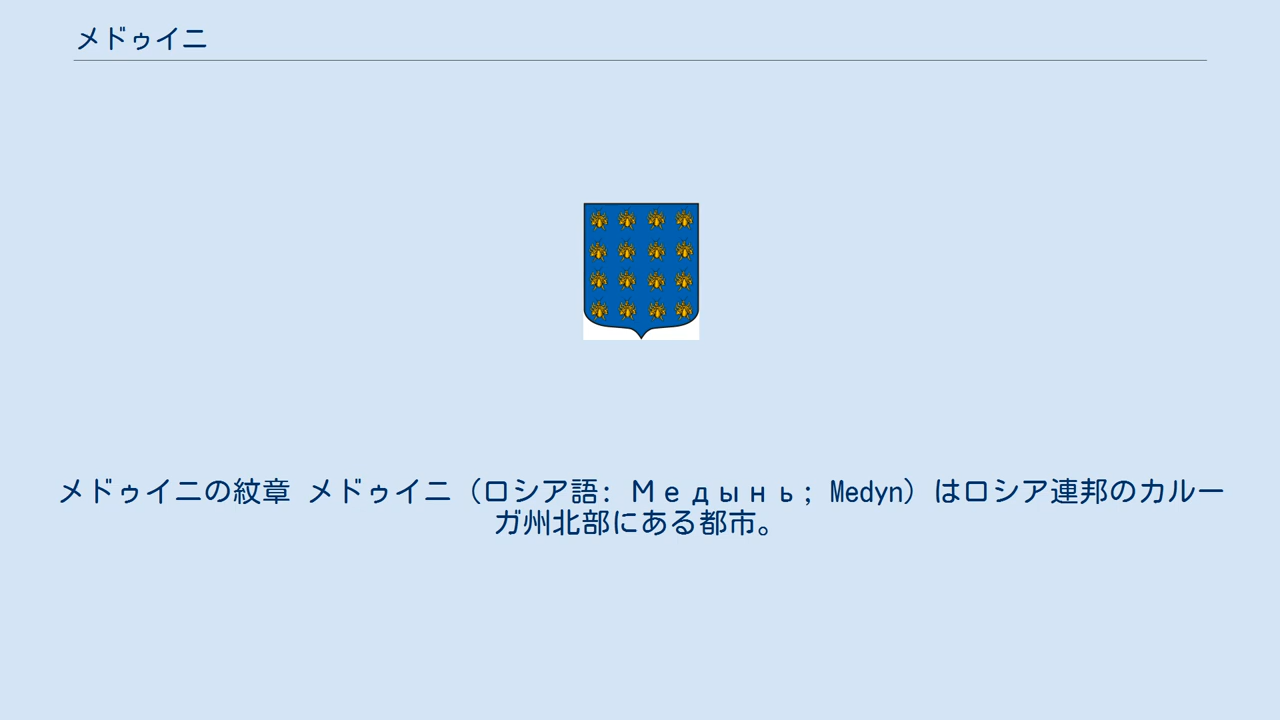 メドゥイニ
メドゥイニの紋章 メドゥイニ（ロシア語: Медынь; Medyn）はロシア連邦のカルー
ガ州北部にある都市。